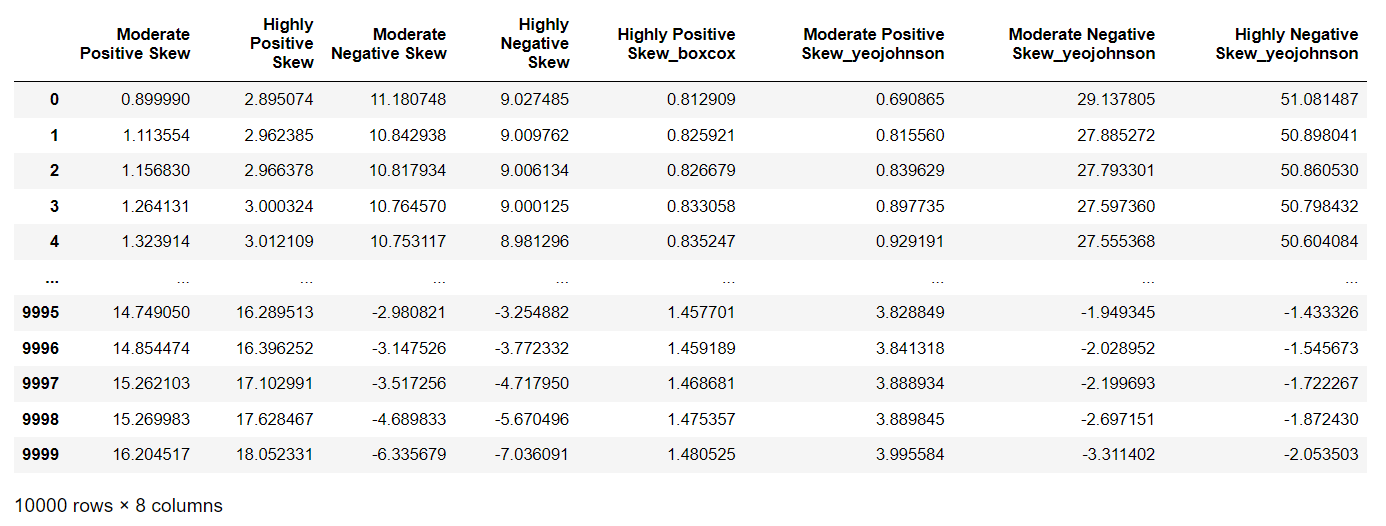 Moderate Positive Skew Highly Positive Skew Moderate Negative Skew Highly Negative Skew Highly Positive Skew_boxcox Moderate Positive Skew_yeojohnson Moderate Negative Skew_yeojohnson Highly Negative Skew_yeojohnson
0 0.899990 2.895074 11.180748 9.027485 0.812909 0.690865 29.137805 51.081487
1 1.113554 2.962385 10.842938 9.009762 0.825921 0.815560 27.885272 50.898041
2 1.156830 2.966378 10.817934 9.006134 0.826679 0.839629 27.793301 50.860530
3 1.264131 3.000324 10.764570 9.000125 0.833058 0.897735 27.597360 50.798432
4 1.323914 3.012109 10.753117 8.981296 0.835247 0.929191 27.555368 50.604084
... ... ... ... ... ... ... ... ...
9995 14.749050 16.289513 -2.980821 -3.254882 1.457701 3.828849 -1.949345 -1.433326
9996 14.854474 16.396252 -3.147526 -3.772332 1.459189 3.841318 -2.028952 -1.545673
9997 15.262103 17.102991 -3.517256 -4.717950 1.468681 3.888934 -2.199693 -1.722267
9998 15.269983 17.628467 -4.689833 -5.670496 1.475357 3.889845 -2.697151 -1.872430
9999 16.204517 18.052331 -6.335679 -7.036091 1.480525 3.995584 -3.311402 -2.053503
10000 rows × 8 columns